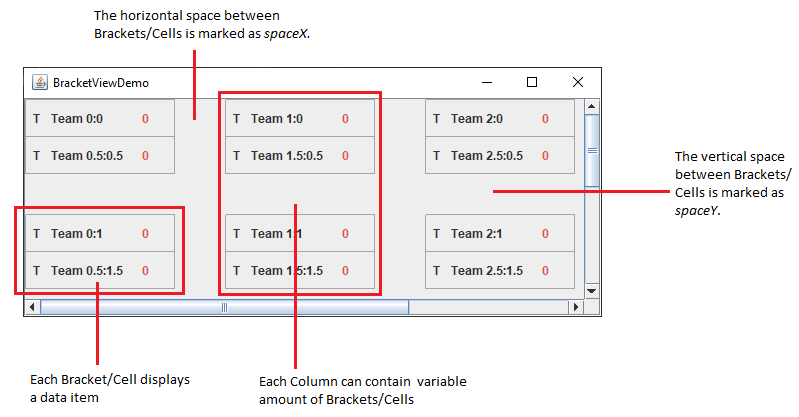 The horizontal space between
Brackets/Cells is marked as spaceX.
BracketViewDemo
T Team 0:0 0
T Team 0.5:0.5 0
T Team 1:0 0
T Team 1.5:0.5 0
T Team 2:0 0
T Team 2.5:0.5 0
The vertical space
between Brackets/
Cells is marked as
spaceY.
T Team 0:1 0
T Team 0.5:1.5 0
T Team 1:1 0
T Team 1.5:1.5 0
T Team 2:1 0
T Team 2.5:1.5 0
Each Bracket/Cell displays
a data item
Each Column can contain variable
amount of Brackets/Cells